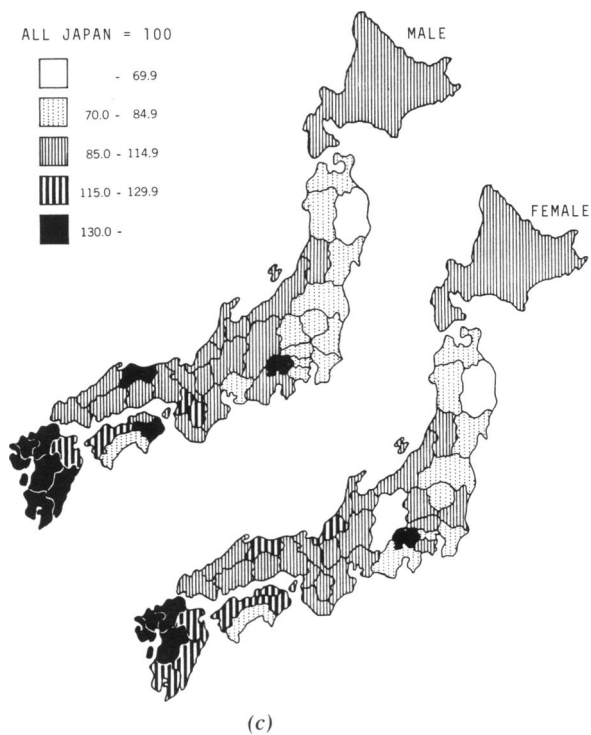 ALL JAPAN = 100
- 69.9
70.0 - 84.9
85.0 - 114.9
115.0 - 129.9
130.0 -
MALE
FEMALE
(c)